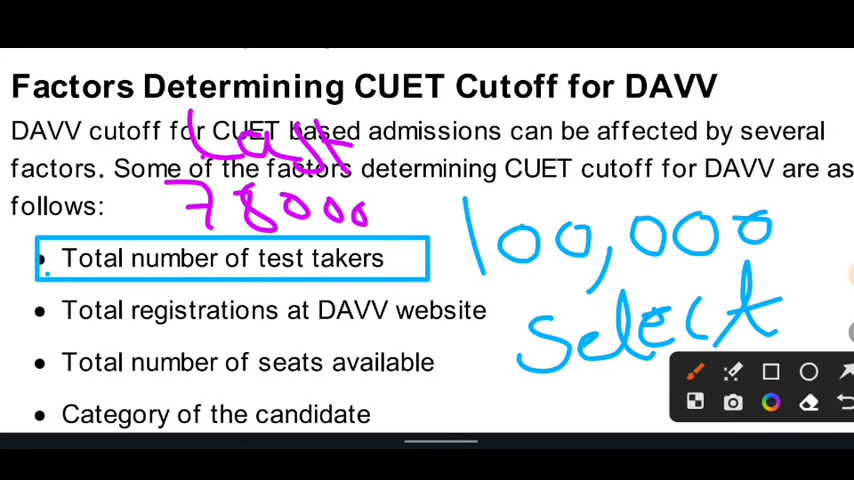 Factors Determining CUET Cutoff for DAVV
DAVV cutoff for CUET based admissions can be affected by several
factors. Some of the factors determining CUET cutoff for DAVV are as
follows:
Last
78000
• Total number of test takers
100,000
select
• Total registrations at DAVV website
• Total number of seats available
• Category of the candidate